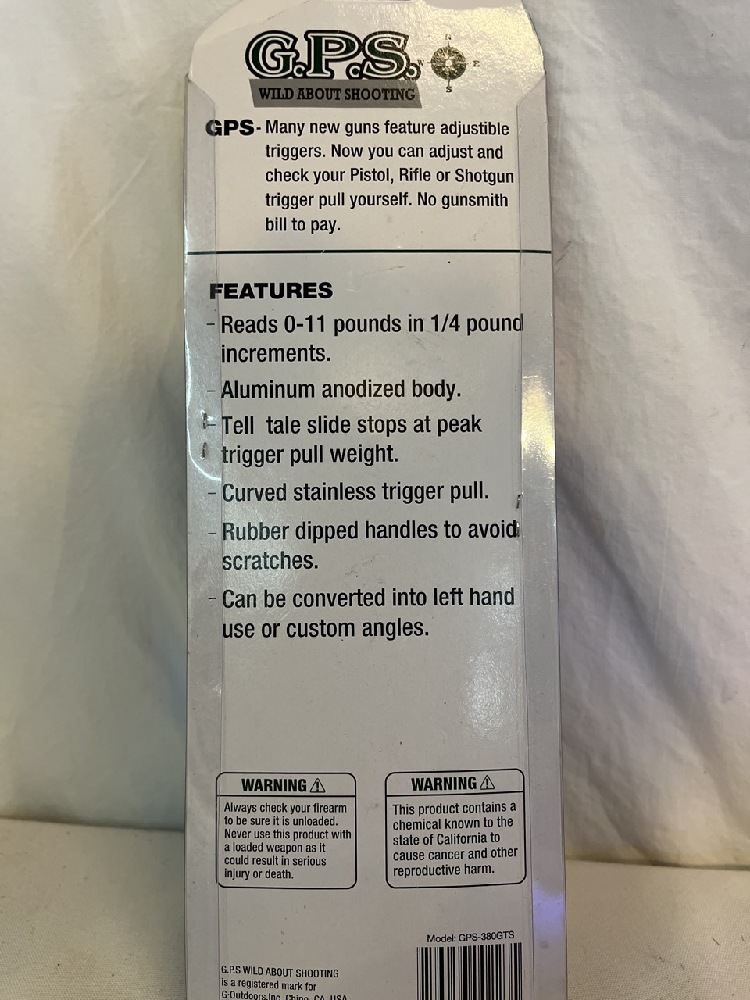 G.P.S.
N
N E
S
WILD ABOUT SHOOTING
GPS- Many new guns feature adjustible
triggers. Now you can adjust and
check your Pistol, Rifle or Shotgun
trigger pull yourself. No gunsmith
bill to pay.
FEATURES
- Reads 0-11 pounds in 1/4 pound
increments.
- Aluminum anodized body.
- Tell tale slide stops at peak
trigger pull weight.
- Curved stainless trigger pull.
- Rubber dipped handles to avoid
scratches.
- Can be converted into left hand
use or custom angles.
WARNING
Always check your firearm
to be sure it is unloaded.
Never use this product with
a loaded weapon as it
could result in serious
injury or death.
WARNING
This product contains a
chemical known to the
state of California to
cause cancer and other
reproductive harm.
Model: GPS-380GTS
G.P.S WILD ABOUT SHOOTING
is a registered mark for
G-Outdoors,Inc. Chino, CA, USA